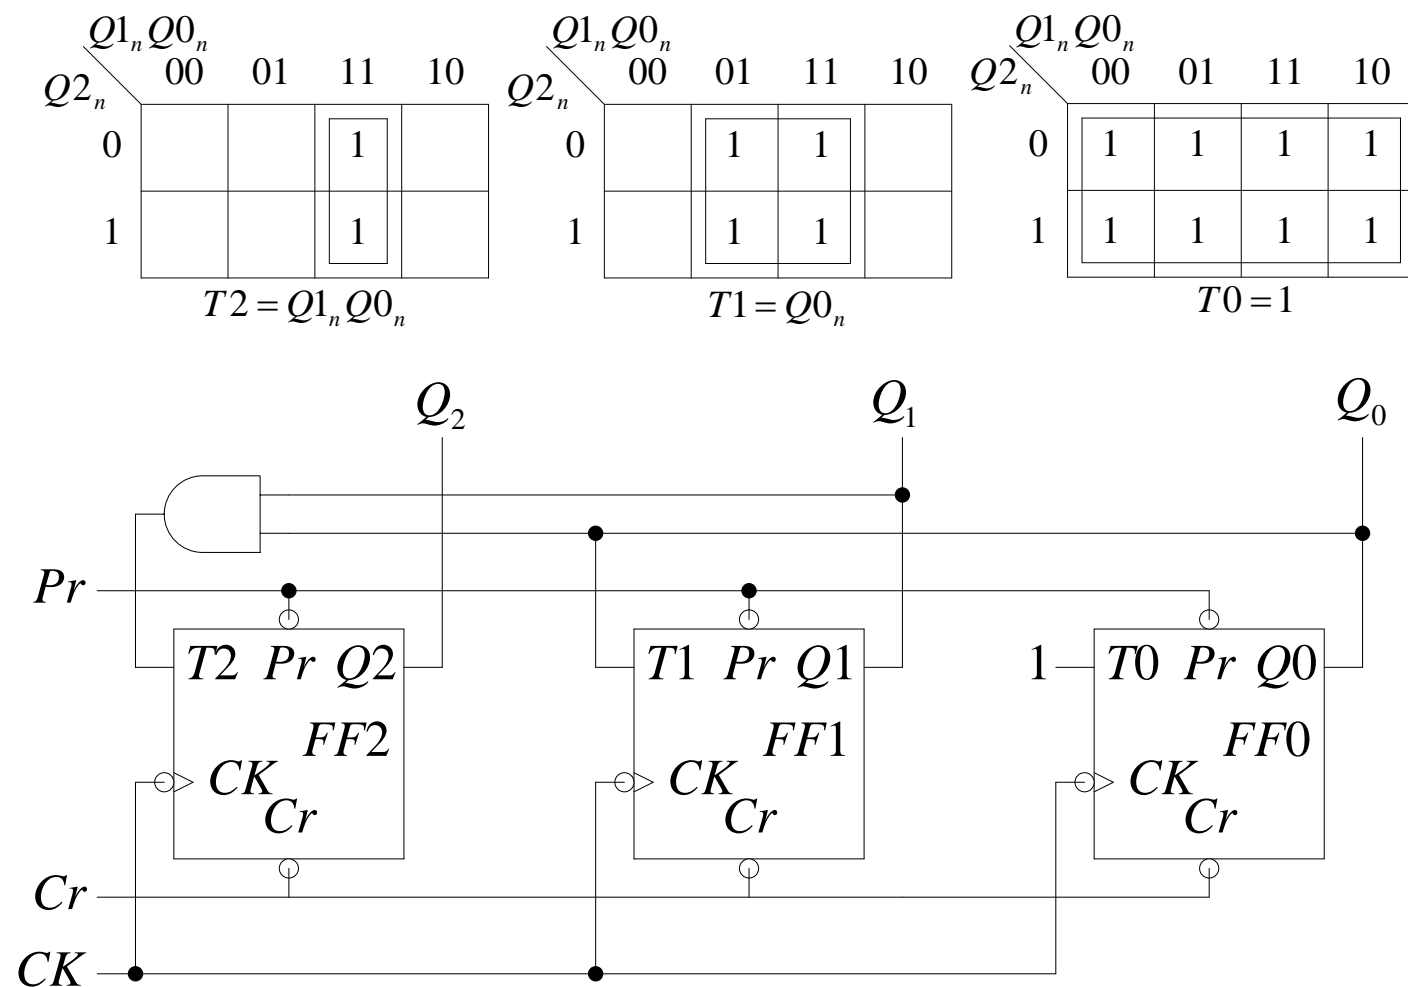 Q1ₙQ0ₙ Q1ₙQ0ₙ Q1ₙQ0ₙ
Q2ₙ 00 01 11 10 Q2ₙ 00 01 11 10 Q2ₙ 00 01 11 10
0 1 0 1 1 0 1 1 1 1
1 1 1 1 1 1 1 1 1 1
T2 = Q1ₙQ0ₙ T1 = Q0ₙ T0 = 1
Q₂ Q₁ Q₀
Pr
T2 Pr Q2 T1 Pr Q1 1 T0 Pr Q0
FF2 FF1 FF0
CK CK CK
Cr Cr Cr
Cr
CK